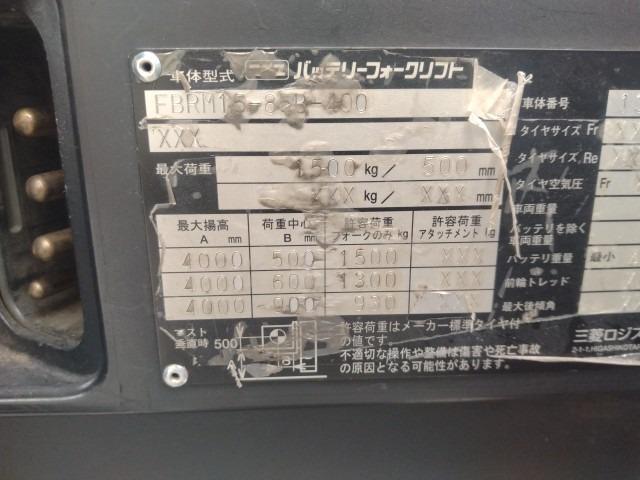 車体型式 バッテリーフォークリフト
FBRM15-85B-400
XXX
最大荷重 1500 kg/ 500 mm
XXX kg/ XXX mm
最大揚高 A mm 荷重中心 B mm 許容荷重 フォークのみ kg 許容荷重 アタッチメント kg
4000 500 1500 XXX
4000 600 1300 XXX
4000
マスト垂直時 500
許容荷重はメーカー標準タイヤ付
の値です。
不適切な操作や整備は傷害や死亡事故
の原因となる可能性があります。
車体番号
タイヤサイズ Fr
タイヤサイズ Re
タイヤ空気圧 Fr
車両重量
バッテリを除く
車両重量
バッテリ重量 最小
前輪トレッド
最大後傾角
三菱ロジ